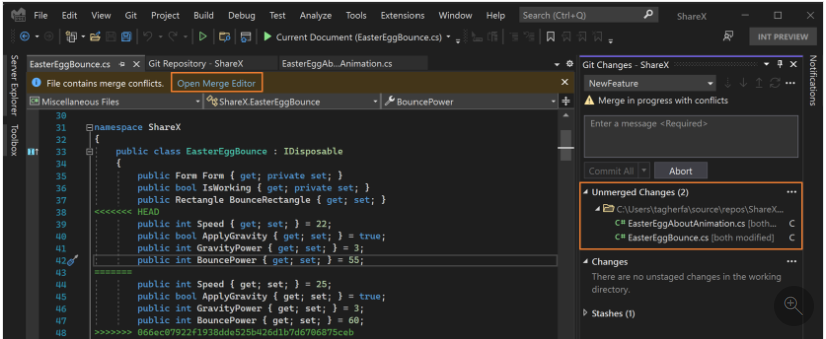 File Edit View Git Project Build Debug Test Analyze Tools Extensions Window Help Search (Ctrl+Q) ShareX
Current Document (EasterEggBounce.cs) INT PREVIEW
Server Explorer
Toolbox
EasterEggBounce.cs Git Repository - ShareX EasterEggAb...Animation.cs
File contains merge conflicts. Open Merge Editor
Miscellaneous Files ShareX.EasterEggBounce BouncePower
30
31 namespace ShareX
32 {
33 public class EasterEggBounce : IDisposable
34 {
35 public Form Form { get; private set; }
36 public bool IsWorking { get; private set; }
37 public Rectangle BounceRectangle { get; set; }
38 <<<<<<< HEAD
39 public int Speed { get; set; } = 22;
40 public bool ApplyGravity { get; set; } = true;
41 public int GravityPower { get; set; } = 3;
42 public int BouncePower { get; set; } = 55;
43 =======
44 public int Speed { get; set; } = 25;
45 public bool ApplyGravity { get; set; } = true;
46 public int GravityPower { get; set; } = 3;
47 public int BouncePower { get; set; } = 60;
48 >>>>>>> 066ec07922f1938dde525b426d1b7d6706875ceb
Git Changes - ShareX
NewFeature
Merge in progress with conflicts
Enter a message <Required>
Commit All Abort
Unmerged Changes (2)
C:\Users\tagherfa\source\repos\ShareX...
C# EasterEggAboutAnimation.cs [both... C
C# EasterEggBounce.cs [both modified] C
Changes
There are no unstaged changes in the working
directory.
Stashes (1)
Notifications